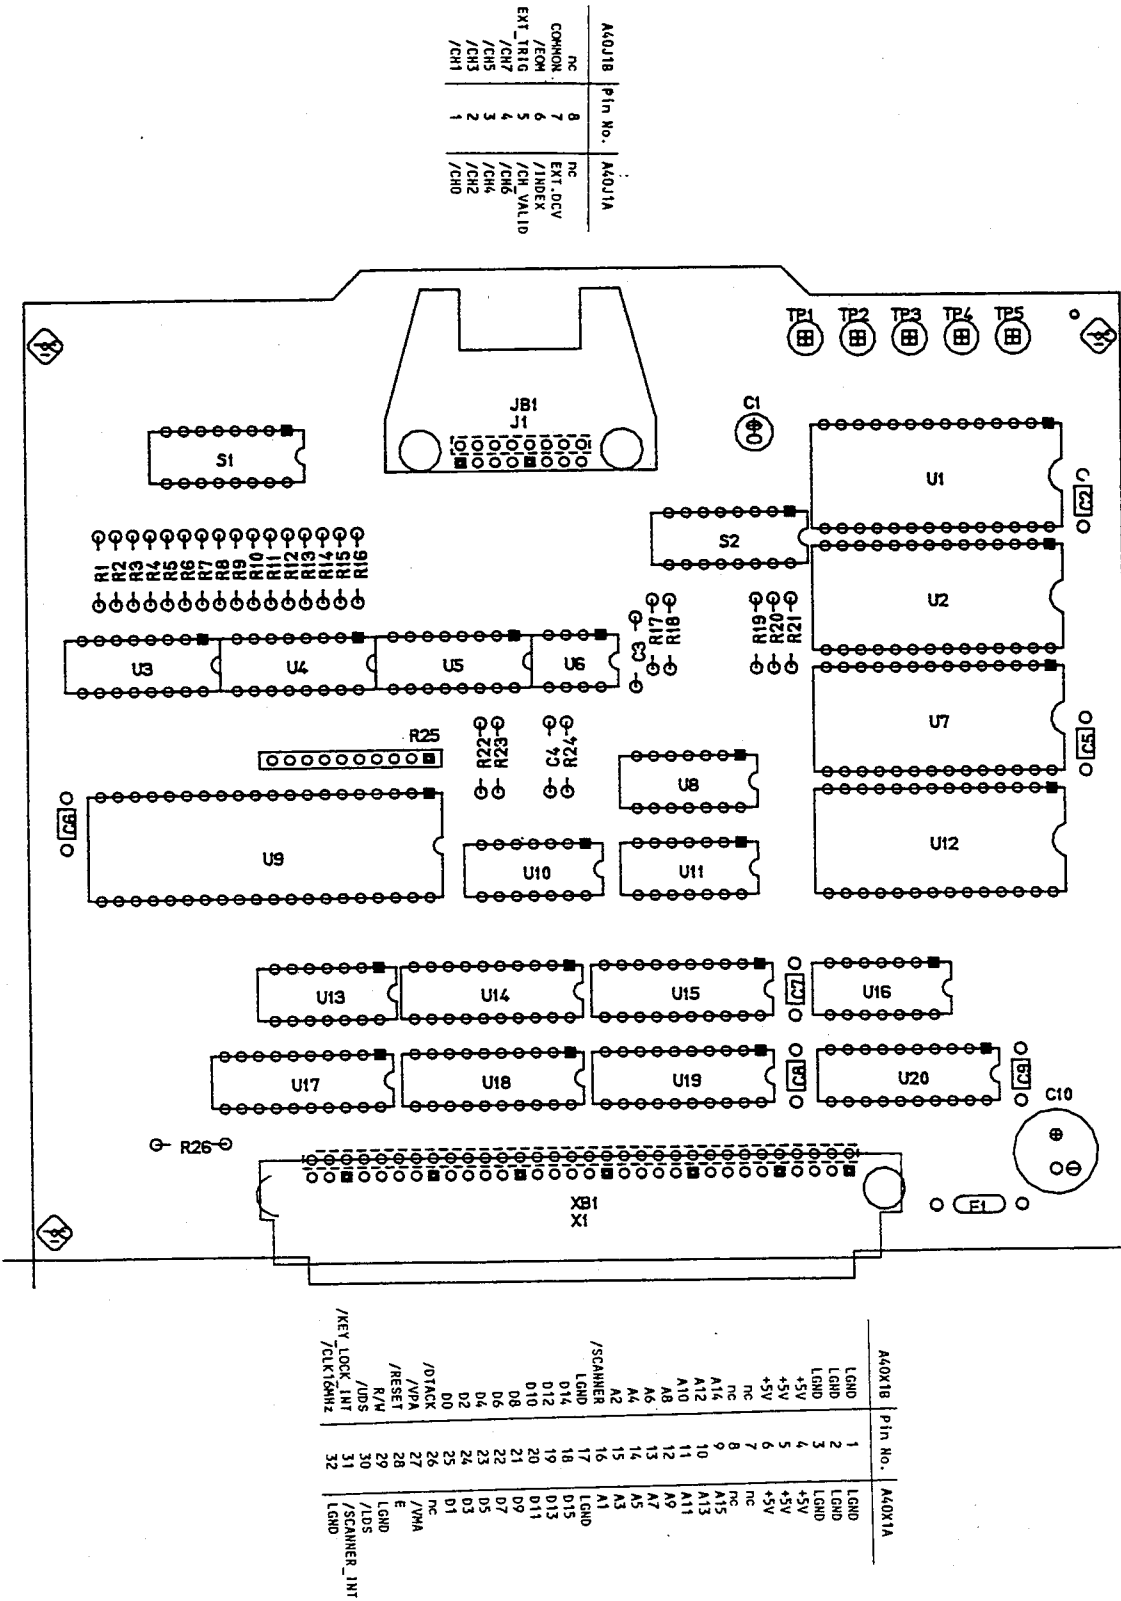 A40J1B Pin No. A40J1A
nc 8 nc
COMMON 7 EXT.DCV
/EOM 6 /INDEX
EXT_TRIG 5 /CH_VALID
/CH7 4 /CH6
/CH5 3 /CH4
/CH3 2 /CH2
/CH1 1 /CH0
TP1 TP2 TP3 TP4 TP5
JB1
J1
C1
S1
U1
C2
S2
R1 R2 R3 R4 R5 R6 R7 R8 R9 R10 R11 R12 R13 R14 R15 R16
U2
R17 R18 R19 R20 R21
C3
U3 U4 U5 U6
U7
R25
R22 R23 C4 R24
C5
U8
C6
U9
U10
U11
U12
U13 U14 U15 C7 U16
U17 U18 U19 C8 U20 C9
C10
R26
XB1
X1
E1
A40X1B Pin No. A40X1A
LGND 1 LGND
LGND 2 LGND
LGND 3 LGND
+5V 4 +5V
+5V 5 +5V
+5V 6 +5V
nc 7 nc
nc 8 nc
A14 9 A15
A12 10 A13
A10 11 A11
A8 12 A9
A6 13 A7
A4 14 A5
A2 15 A3
/SCANNER 16 A1
LGND 17 LGND
D14 18 D15
D12 19 D13
D10 20 D11
D8 21 D9
D6 22 D7
D4 23 D5
D2 24 D3
D0 25 D1
/DTACK 26 nc
/VPA 27 /VMA
/RESET 28 E
R/W 29 LGND
/UDS 30 /LDS
/KEY_LOCK_INT 31 /SCANNER_INT
/CLK16MHz 32 LGND